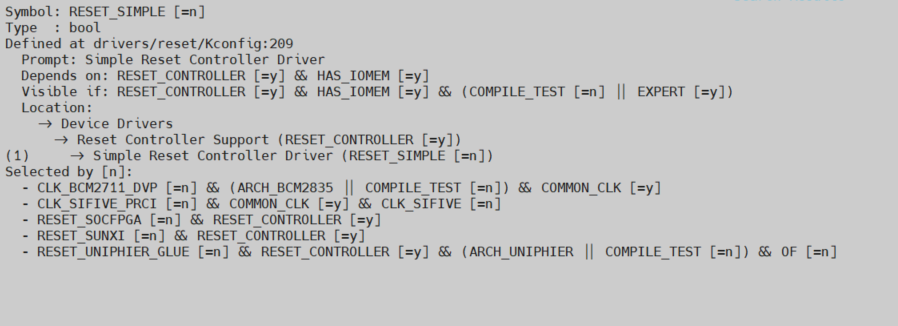 Symbol: RESET_SIMPLE [=n]
Type : bool
Defined at drivers/reset/Kconfig:209
Prompt: Simple Reset Controller Driver
Depends on: RESET_CONTROLLER [=y] && HAS_IOMEM [=y]
Visible if: RESET_CONTROLLER [=y] && HAS_IOMEM [=y] && (COMPILE_TEST [=n] || EXPERT [=y])
Location:
→ Device Drivers
→ Reset Controller Support (RESET_CONTROLLER [=y])
(1) → Simple Reset Controller Driver (RESET_SIMPLE [=n])
Selected by [n]:
- CLK_BCM2711_DVP [=n] && (ARCH_BCM2835 || COMPILE_TEST [=n]) && COMMON_CLK [=y]
- CLK_SIFIVE_PRCI [=n] && COMMON_CLK [=y] && CLK_SIFIVE [=n]
- RESET_SOCFPGA [=n] && RESET_CONTROLLER [=y]
- RESET_SUNXI [=n] && RESET_CONTROLLER [=y]
- RESET_UNIPHIER_GLUE [=n] && RESET_CONTROLLER [=y] && (ARCH_UNIPHIER || COMPILE_TEST [=n]) && OF [=n]